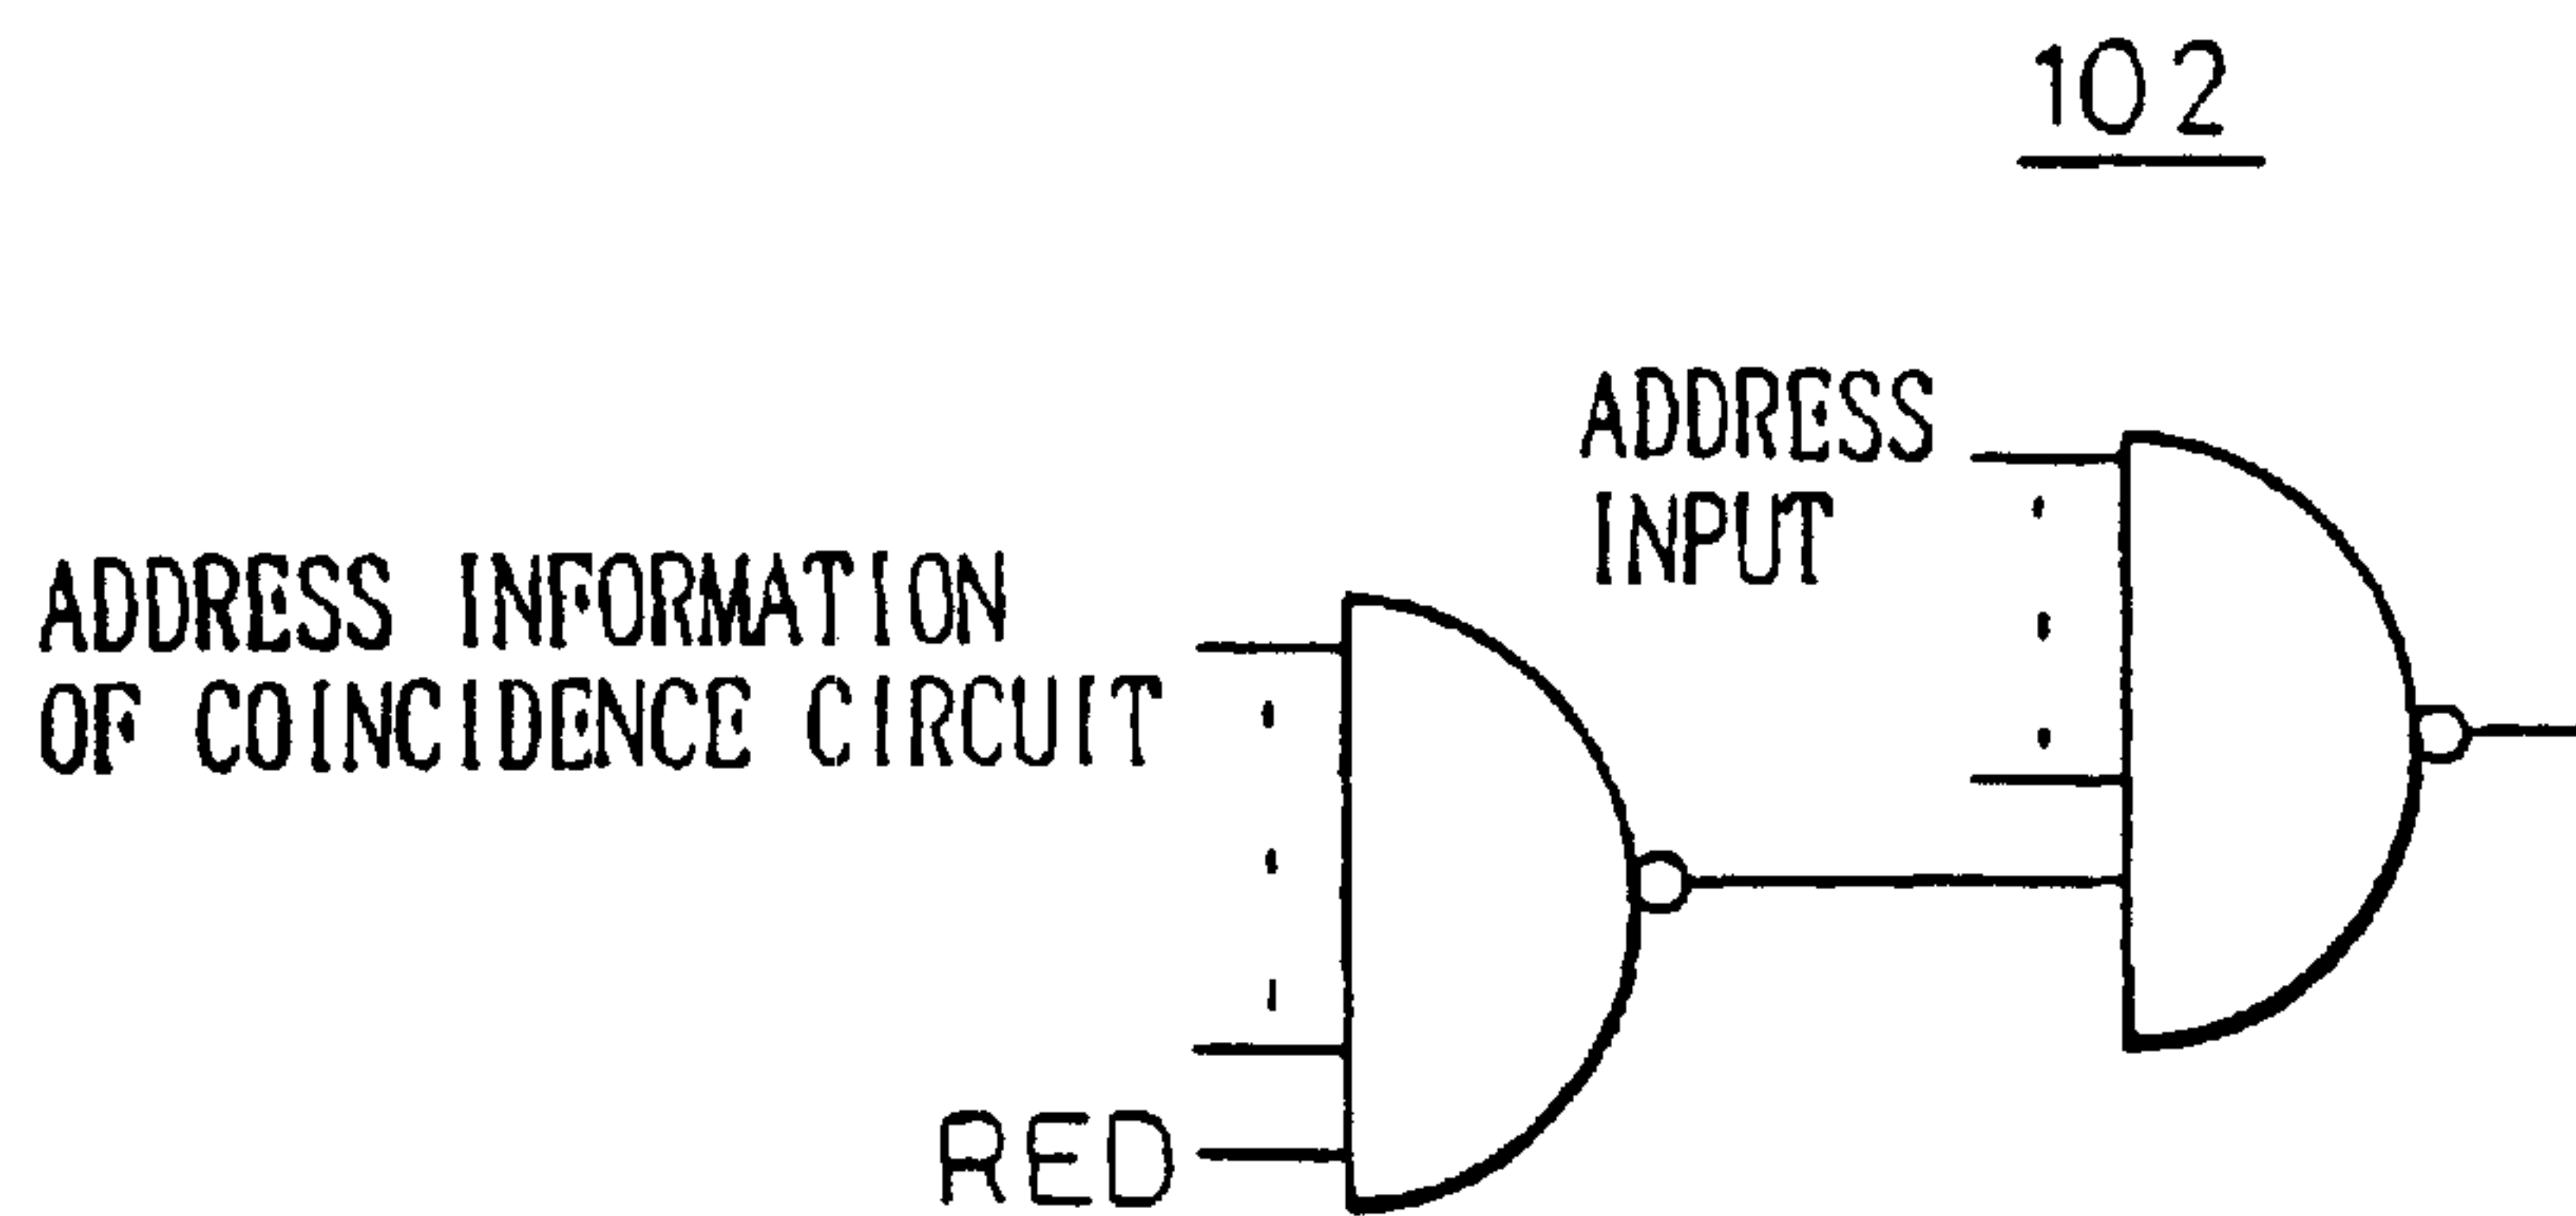 102
ADDRESS
INPUT
ADDRESS INFORMATION
OF COINCIDENCE CIRCUIT
RED